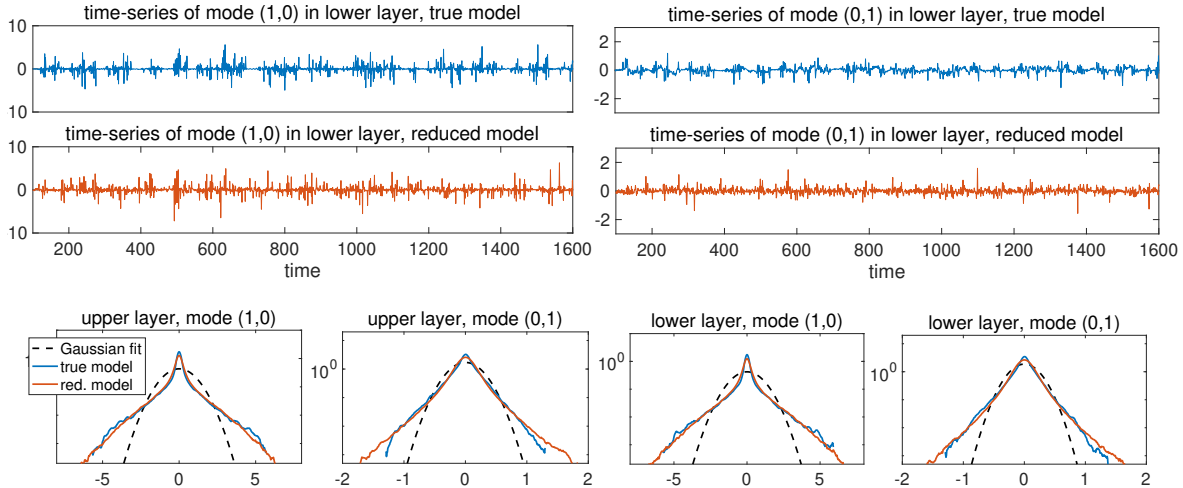 time-series of mode (1,0) in lower layer, true model
10
0
10
time-series of mode (1,0) in lower layer, reduced model
10
0
10
200 400 600 800 1000 1200 1400 1600
time
time-series of mode (0,1) in lower layer, true model
2
0
-2
time-series of mode (0,1) in lower layer, reduced model
2
0
-2
200 400 600 800 1000 1200 1400 1600
time
upper layer, mode (1,0)
Gaussian fit
true model
red. model
-5 0 5
upper layer, mode (0,1)
10^0
-2 -1 0 1 2
lower layer, mode (1,0)
10^0
-5 0 5
lower layer, mode (0,1)
10^0
-2 -1 0 1 2